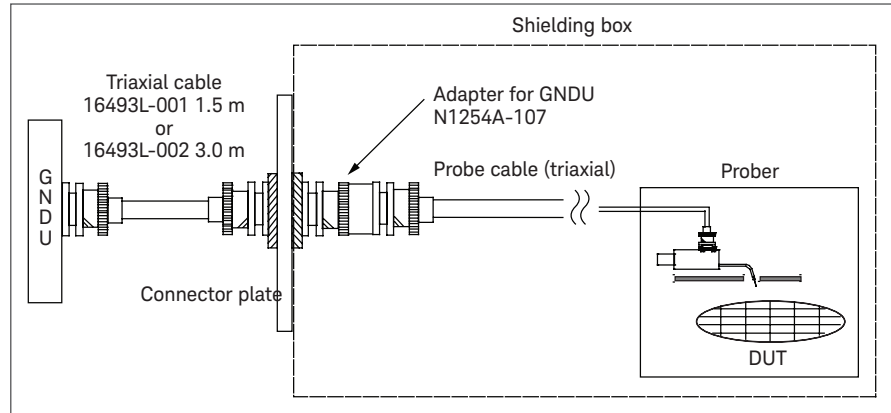 Shielding box
Triaxial cable
16493L-001 1.5 m
or
16493L-002 3.0 m
Adapter for GNDU
N1254A-107
G
N
D
U
Probe cable (triaxial)
Prober
Connector plate
DUT